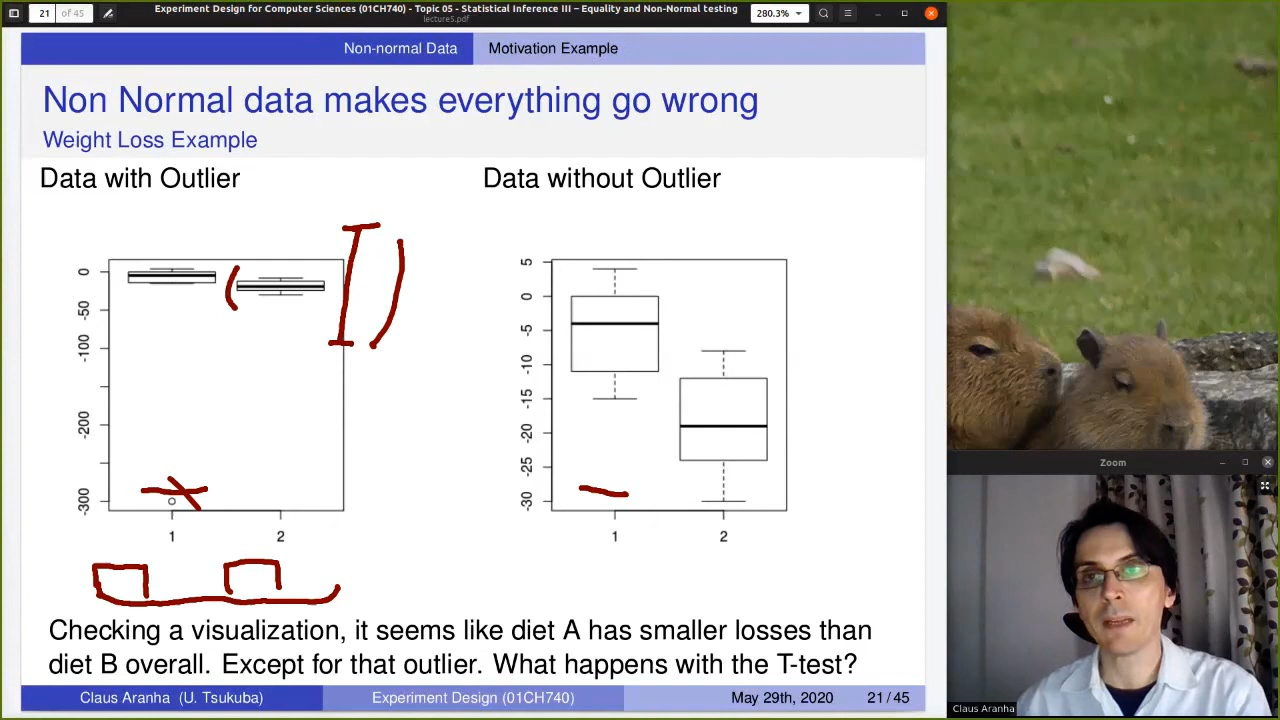 Experiment Design for Computer Sciences (01CH740) - Topic 05 - Statistical Inference III – Equality and Non-Normal testing
lecture5.pdf
21 of 45
280.3%
Non-normal Data Motivation Example
Non Normal data makes everything go wrong
Weight Loss Example
Data with Outlier
0
-50
-100
-200
-300
1 2
Data without Outlier
5
0
-5
-10
-15
-20
-25
-30
1 2
Checking a visualization, it seems like diet A has smaller losses than
diet B overall. Except for that outlier. What happens with the T-test?
Claus Aranha (U. Tsukuba) Experiment Design (01CH740) May 29th, 2020 21 / 45
Zoom
Claus Aranha